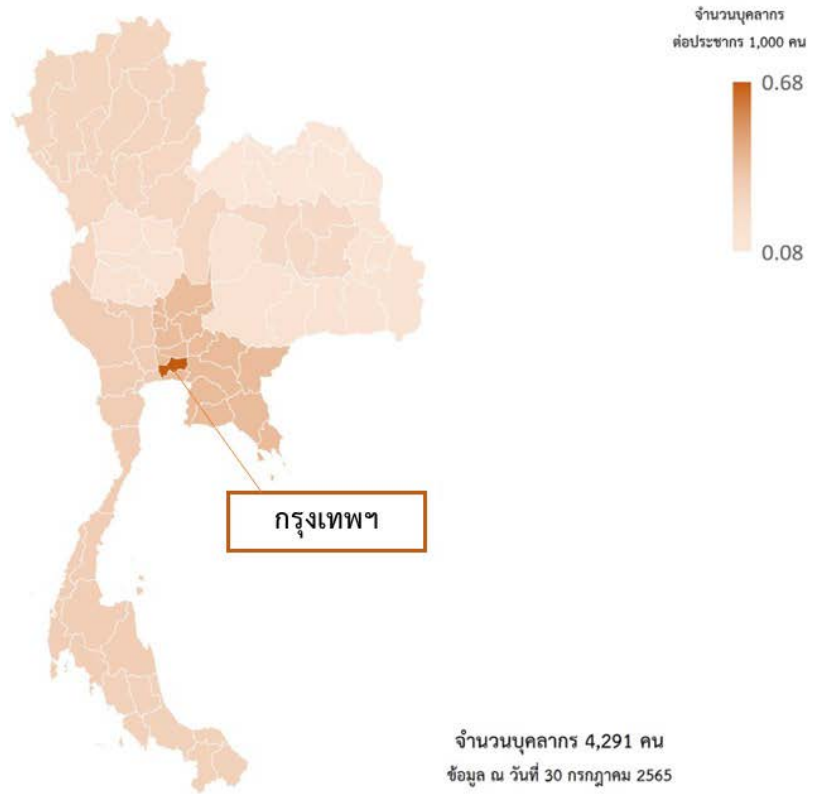 จำนวนบุคลากร
ต่อประชากร 1,000 คน
0.68
0.08
กรุงเทพฯ
จำนวนบุคลากร 4,291 คน
ข้อมูล ณ วันที่ 30 กรกฎาคม 2565